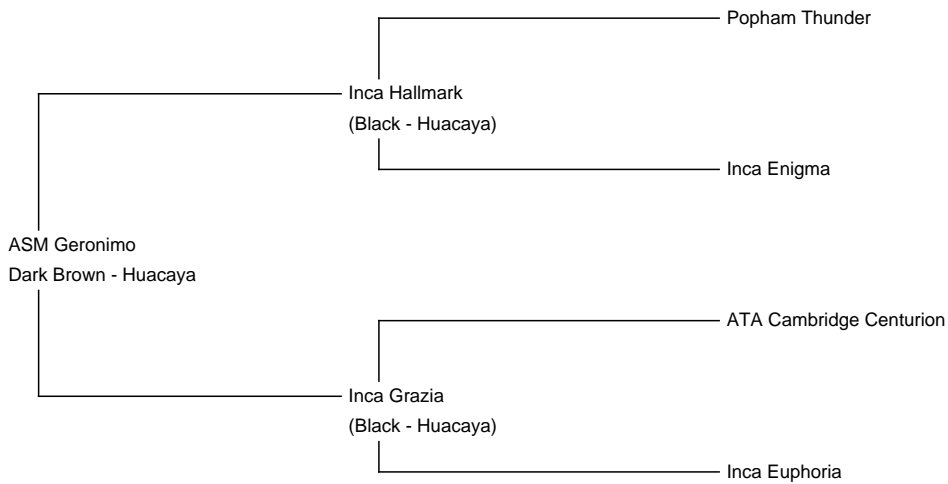 Popham Thunder
Inca Hallmark
(Black - Huacaya)
Inca Enigma
ASM Geronimo
Dark Brown - Huacaya
ATA Cambridge Centurion
Inca Grazia
(Black - Huacaya)
Inca Euphoria